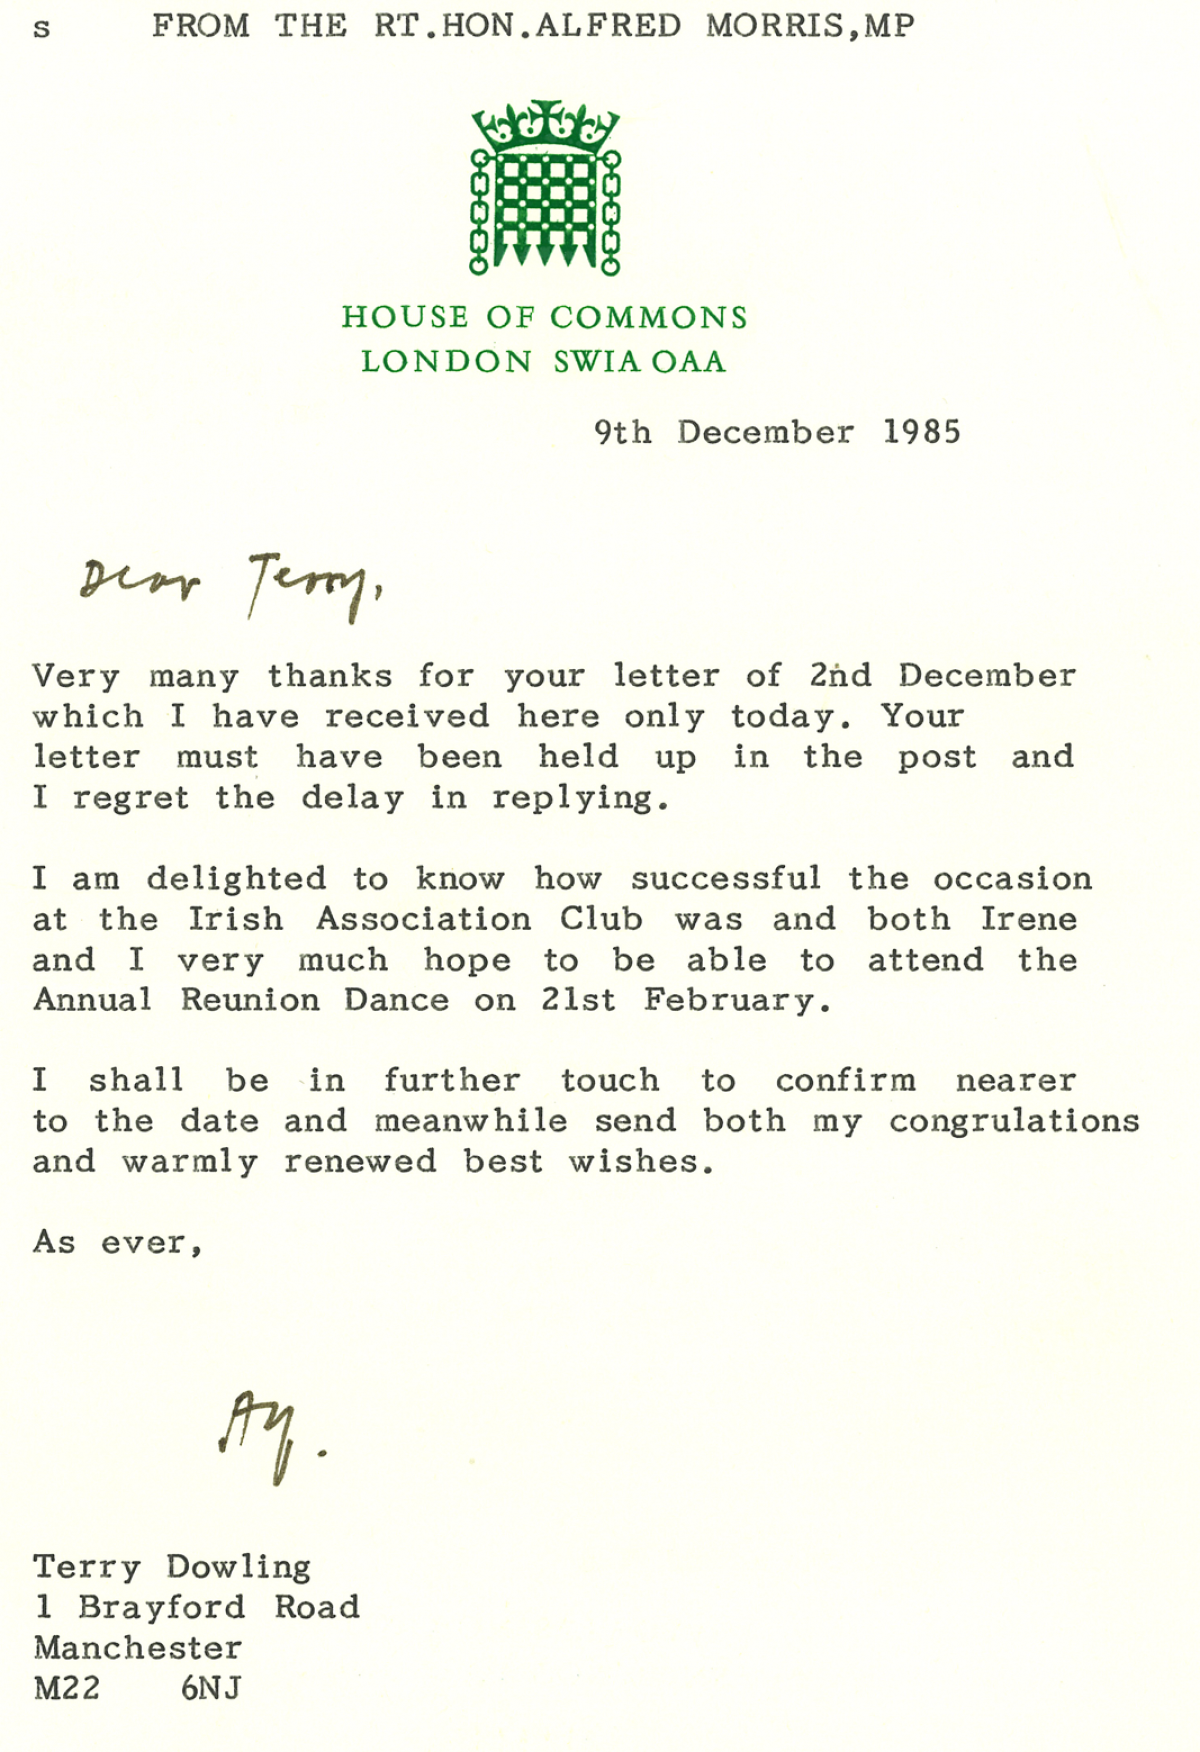 s FROM THE RT.HON.ALFRED MORRIS,MP
HOUSE OF COMMONS
LONDON SWIA OAA
9th December 1985
Dear Terry,
Very many thanks for your letter of 2nd December
which I have received here only today. Your
letter must have been held up in the post and
I regret the delay in replying.
I am delighted to know how successful the occasion
at the Irish Association Club was and both Irene
and I very much hope to be able to attend the
Annual Reunion Dance on 21st February.
I shall be in further touch to confirm nearer
to the date and meanwhile send both my congrulations
and warmly renewed best wishes.
As ever,
Terry Dowling
1 Brayford Road
Manchester
M22 6NJ